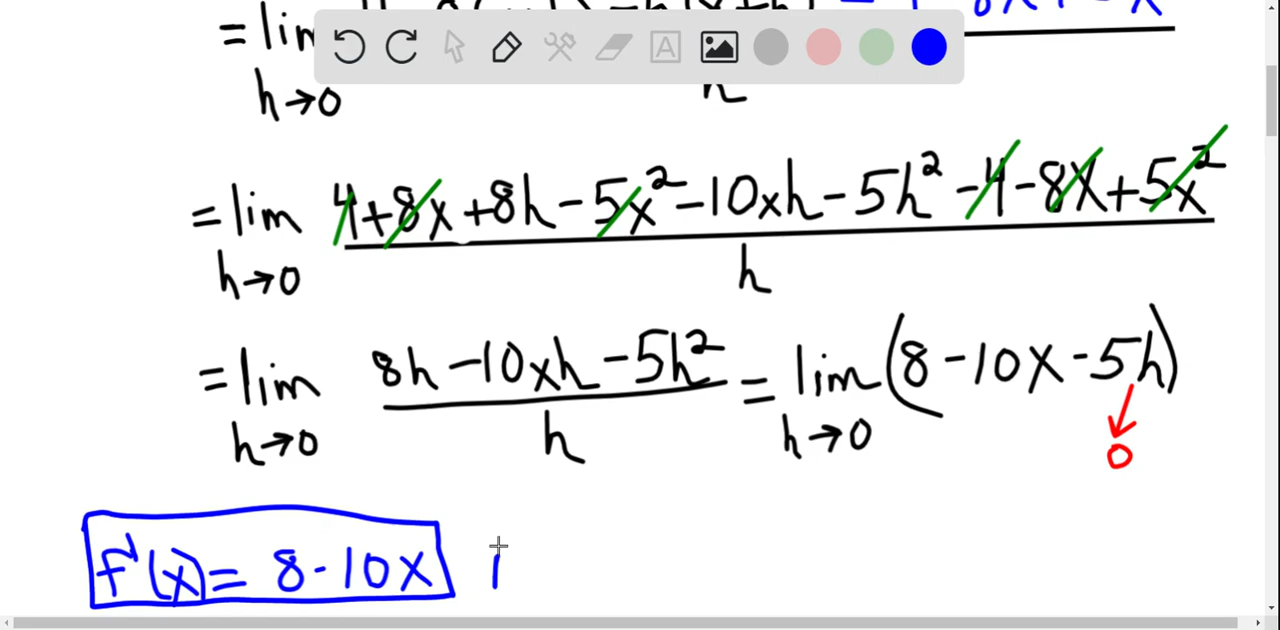 = lim
h→0 h
= lim 4+8x+8h-5x²-10xh-5h²-4-8x+5x²
h→0 h
= lim 8h-10xh-5h² = lim (8-10x-5h)
h→0 h h→0 0
f'(x)= 8-10x